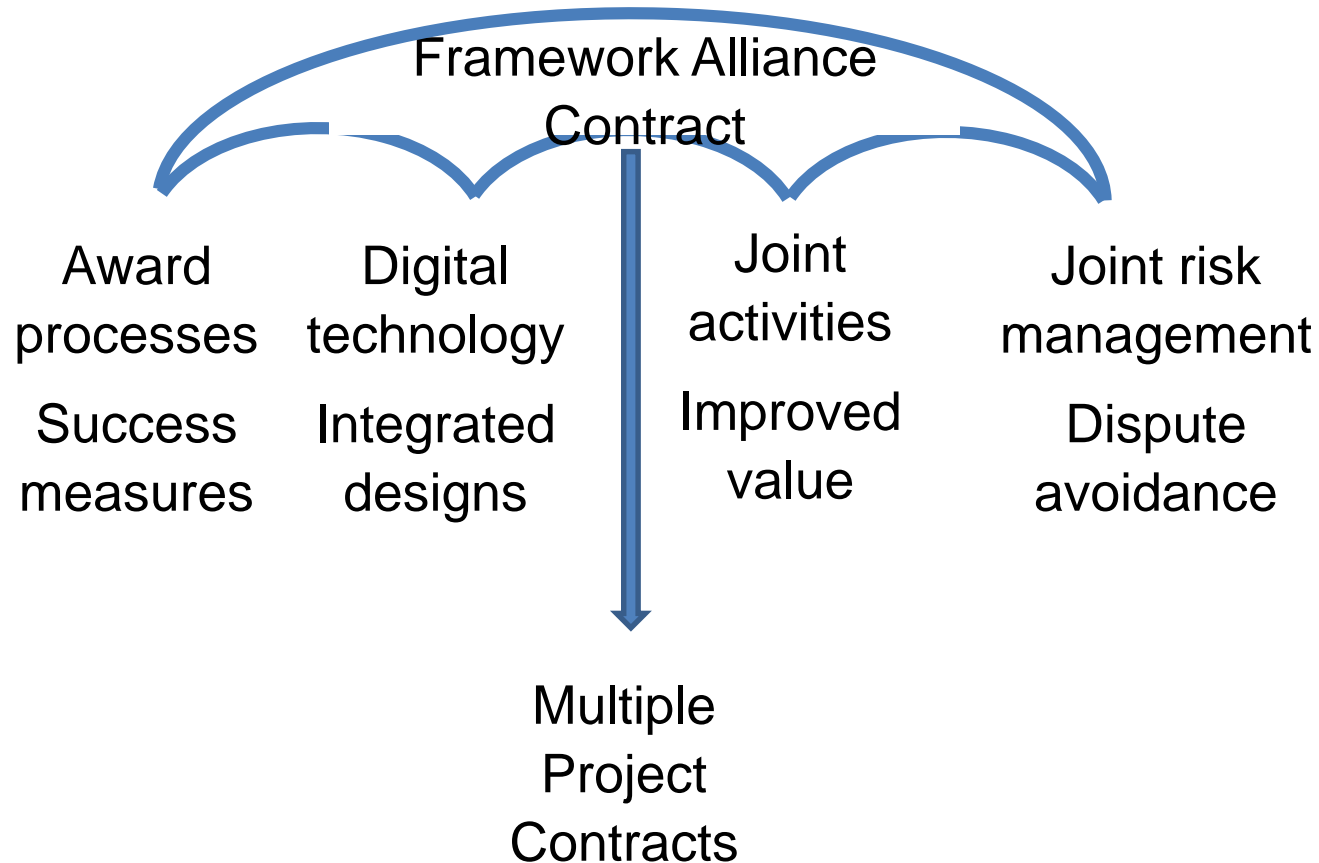 Framework Alliance
Contract
Award
processes
Success
measures
Digital
technology
Integrated
designs
Joint
activities
Improved
value
Joint risk
management
Dispute
avoidance
Multiple
Project
Contracts